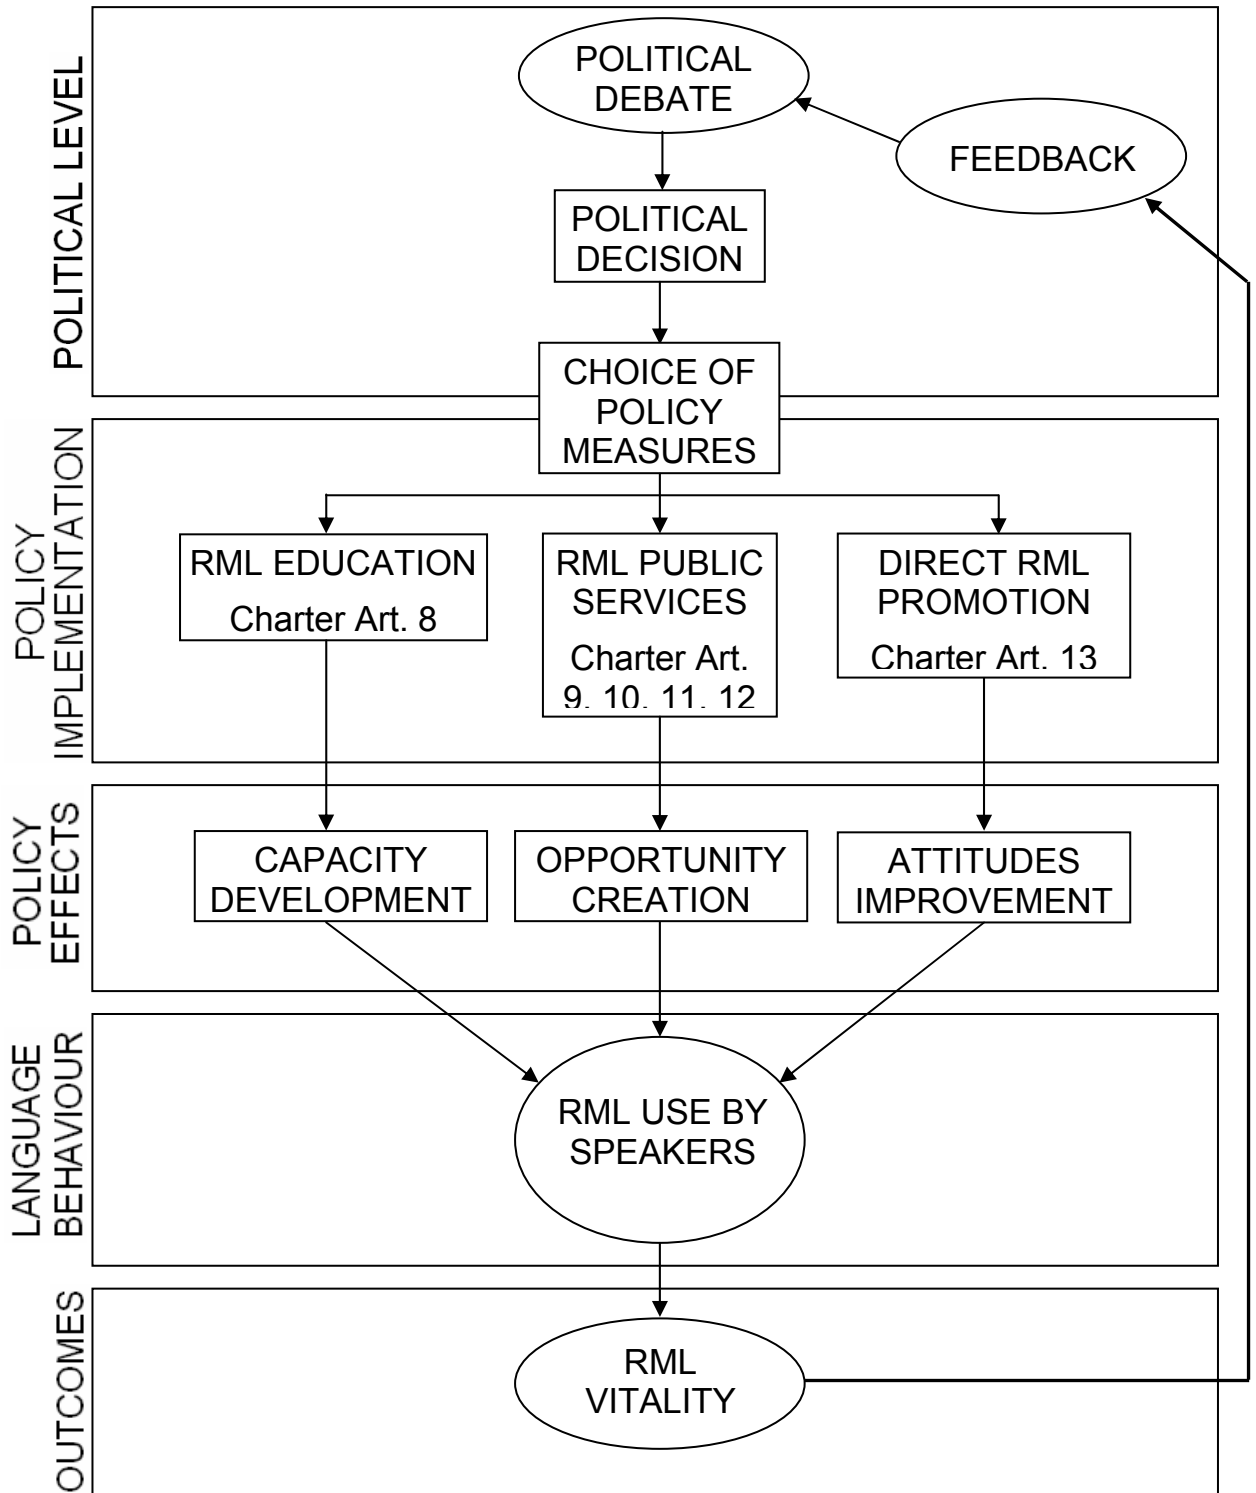 POLITICAL LEVEL
POLITICAL
DEBATE
FEEDBACK
POLITICAL
DECISION
CHOICE OF
POLICY
MEASURES
POLICY
IMPLEMENTATION
RML EDUCATION
Charter Art. 8
RML PUBLIC
SERVICES
Charter Art.
9, 10, 11, 12
DIRECT RML
PROMOTION
Charter Art. 13
POLICY
EFFECTS
CAPACITY
DEVELOPMENT
OPPORTUNITY
CREATION
ATTITUDES
IMPROVEMENT
LANGUAGE
BEHAVIOUR
RML USE BY
SPEAKERS
OUTCOMES
RML
VITALITY